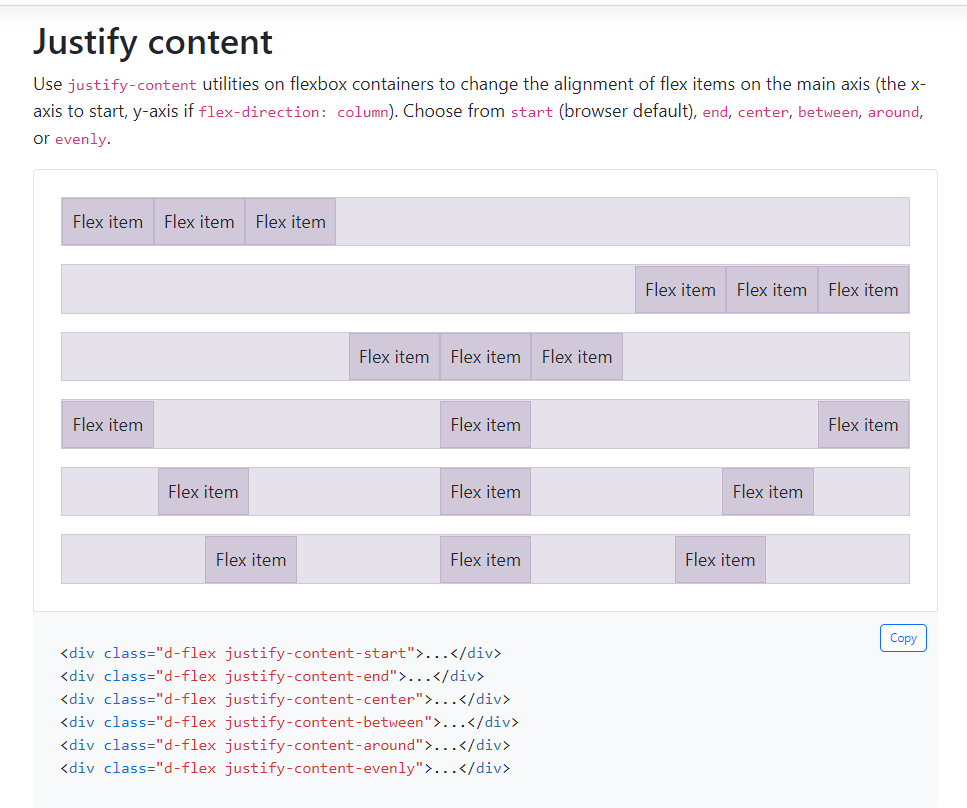 Justify content
Use justify-content utilities on flexbox containers to change the alignment of flex items on the main axis (the x-
axis to start, y-axis if flex-direction: column). Choose from start (browser default), end, center, between, around,
or evenly.
Flex item Flex item Flex item
Flex item Flex item Flex item
Flex item Flex item Flex item
Flex item Flex item Flex item
Flex item Flex item Flex item
Flex item Flex item Flex item
Copy
<div class="d-flex justify-content-start">...</div>
<div class="d-flex justify-content-end">...</div>
<div class="d-flex justify-content-center">...</div>
<div class="d-flex justify-content-between">...</div>
<div class="d-flex justify-content-around">...</div>
<div class="d-flex justify-content-evenly">...</div>